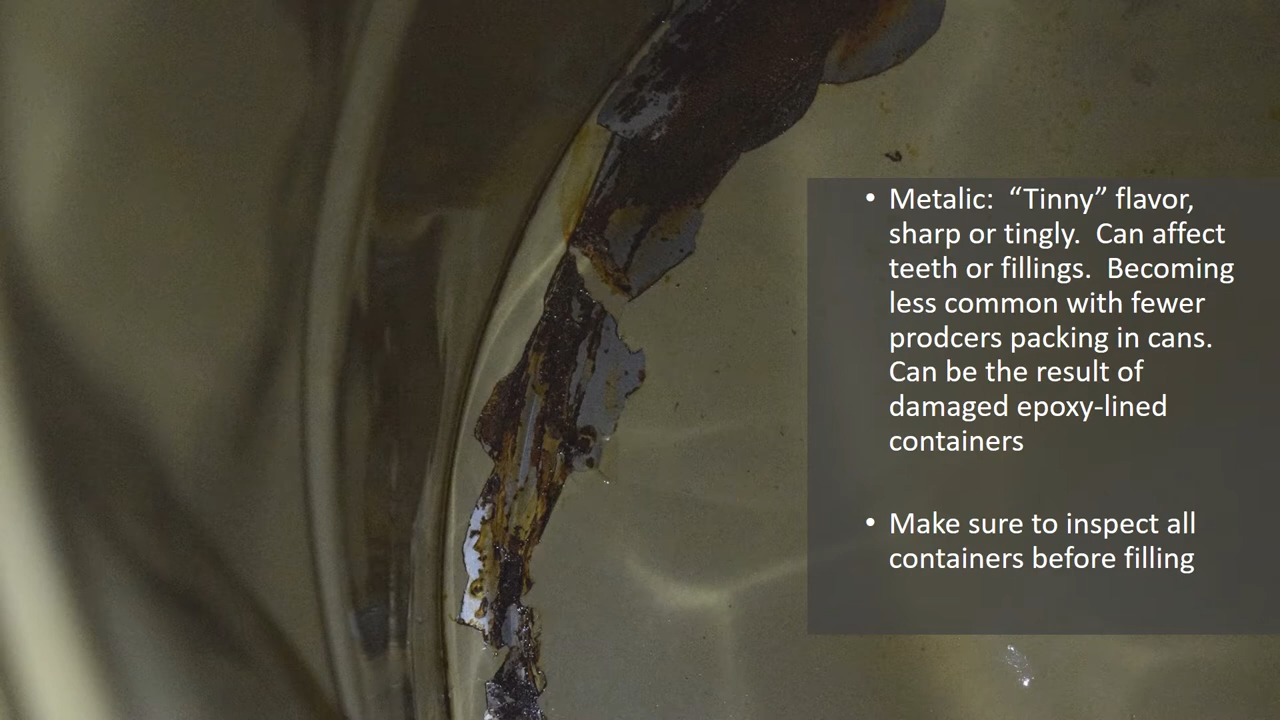 • Metalic:  “Tinny” flavor,
sharp or tingly.  Can affect
teeth or fillings.  Becoming
less common with fewer
prodcers packing in cans.
Can be the result of
damaged epoxy-lined
containers
• Make sure to inspect all
containers before filling